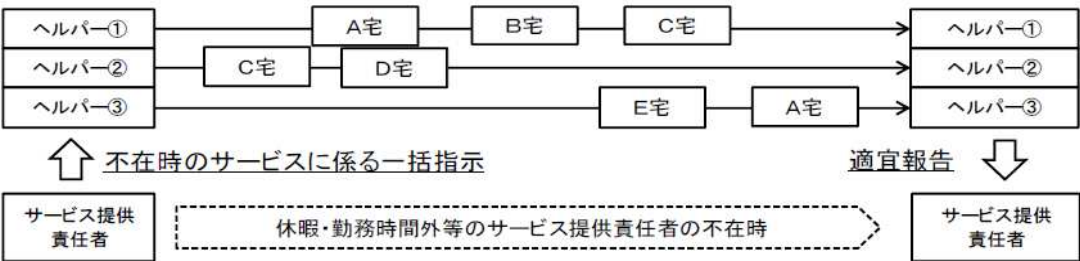 ヘルパー①
A宅
B宅
C宅
ヘルパー①
ヘルパー②
C宅
D宅
ヘルパー②
ヘルパー③
E宅
A宅
ヘルパー③
不在時のサービスに係る一括指示
適宜報告
サービス提供
責任者
休暇・勤務時間外等のサービス提供責任者の不在時
サービス提供
責任者